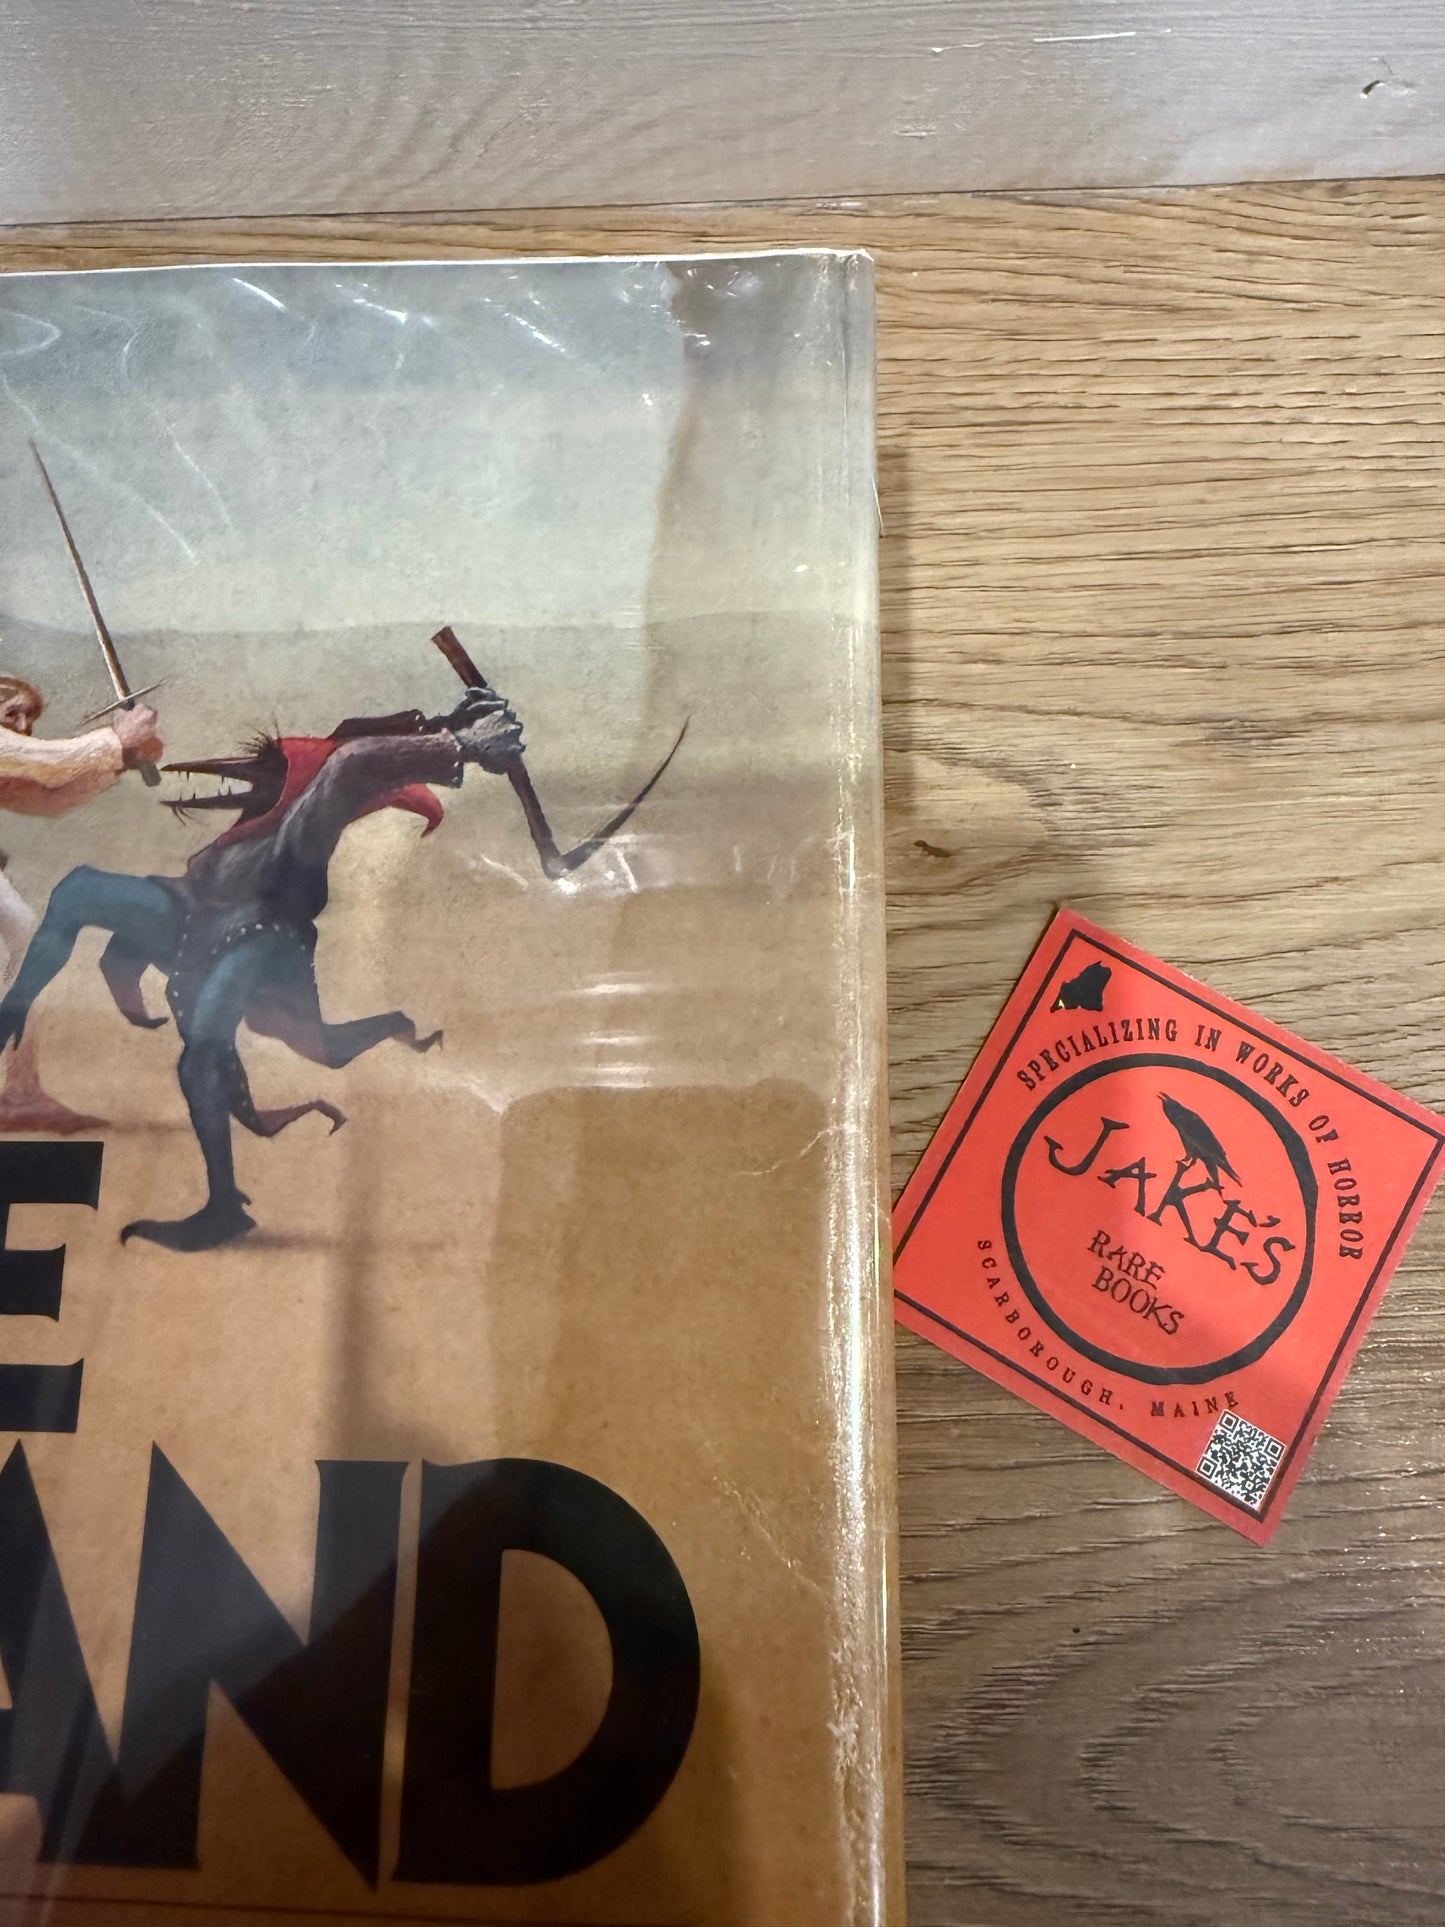 E
AND
SPECIALIZING IN WORKS OF HORROR
JAKE'S
RARE
BOOKS
SCARBOROUGH, MAINE